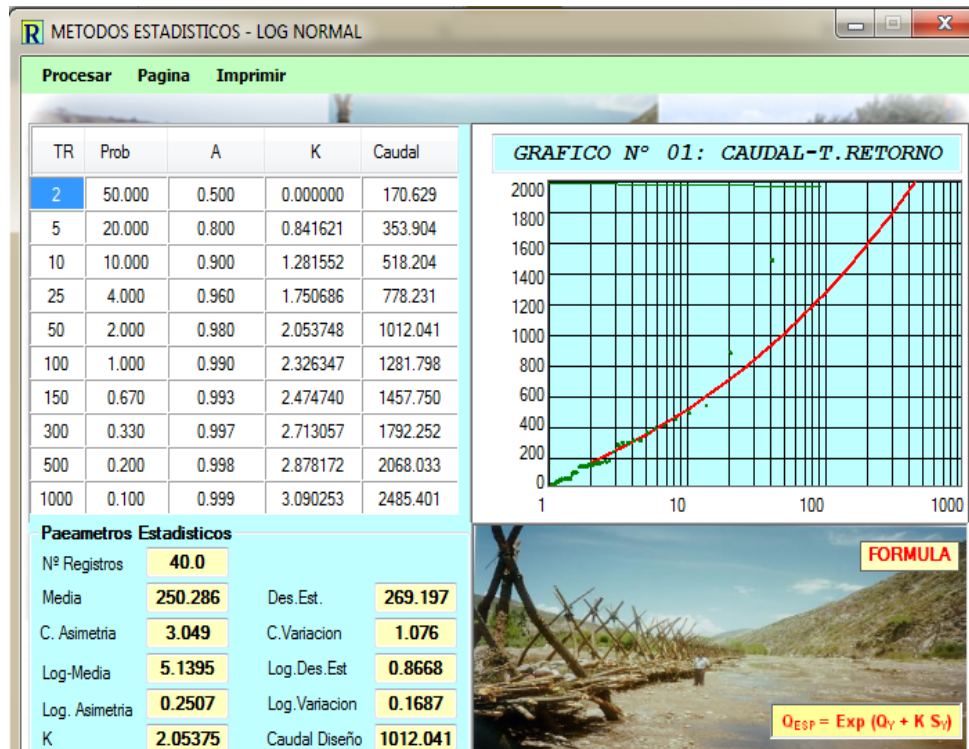 R METODOS ESTADISTICOS - LOG NORMAL
Procesar Pagina Imprimir
TR Prob A K Caudal
2 50.000 0.500 0.000000 170.629
5 20.000 0.800 0.841621 353.904
10 10.000 0.900 1.281552 518.204
25 4.000 0.960 1.750686 778.231
50 2.000 0.980 2.053748 1012.041
100 1.000 0.990 2.326347 1281.798
150 0.670 0.993 2.474740 1457.750
300 0.330 0.997 2.713057 1792.252
500 0.200 0.998 2.878172 2068.033
1000 0.100 0.999 3.090253 2485.401
GRAFICO Nº 01: CAUDAL-T.RETORNO
2000
1800
1600
1400
1200
1000
800
600
400
200
0
1 10 100 1000
Paeametros Estadisticos
Nº Registros 40.0
Media 250.286 Des.Est. 269.197
C. Asimetria 3.049 C.Variacion 1.076
Log-Media 5.1395 Log.Des.Est 0.8668
Log. Asimetria 0.2507 Log.Variacion 0.1687
K 2.05375 Caudal Diseño 1012.041
FORMULA
QESP = Exp (QY + K SY)